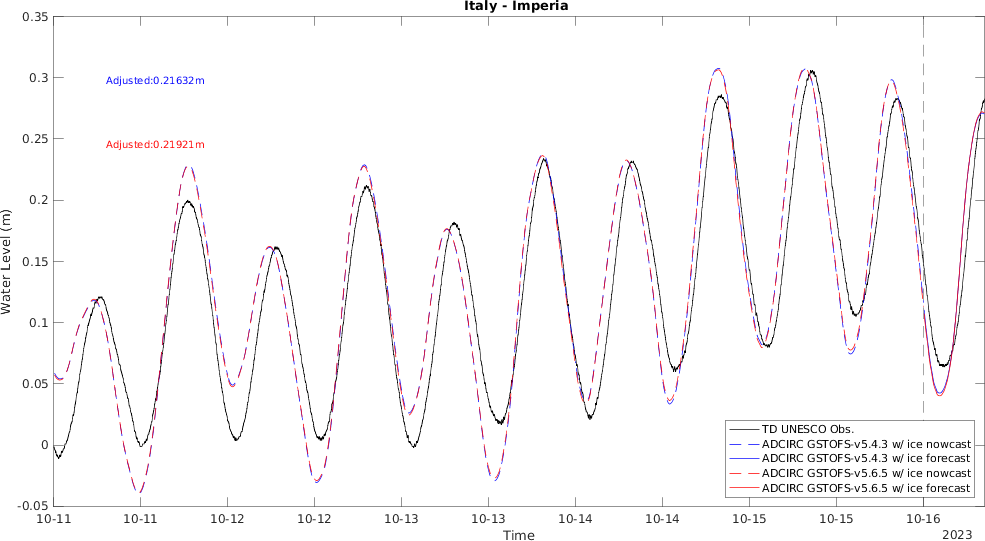 Italy - Imperia
0.35
0.3
0.25
0.2
0.15
0.1
0.05
0
-0.05
Water Level (m)
Adjusted:0.21632m
Adjusted:0.21921m
TD UNESCO Obs.
ADCIRC GSTOFS-v5.4.3 w/ ice nowcast
ADCIRC GSTOFS-v5.4.3 w/ ice forecast
ADCIRC GSTOFS-v5.6.5 w/ ice nowcast
ADCIRC GSTOFS-v5.6.5 w/ ice forecast
10-11 10-11 10-12 10-12 10-13 10-13 10-14 10-14 10-15 10-15 10-16
Time
2023